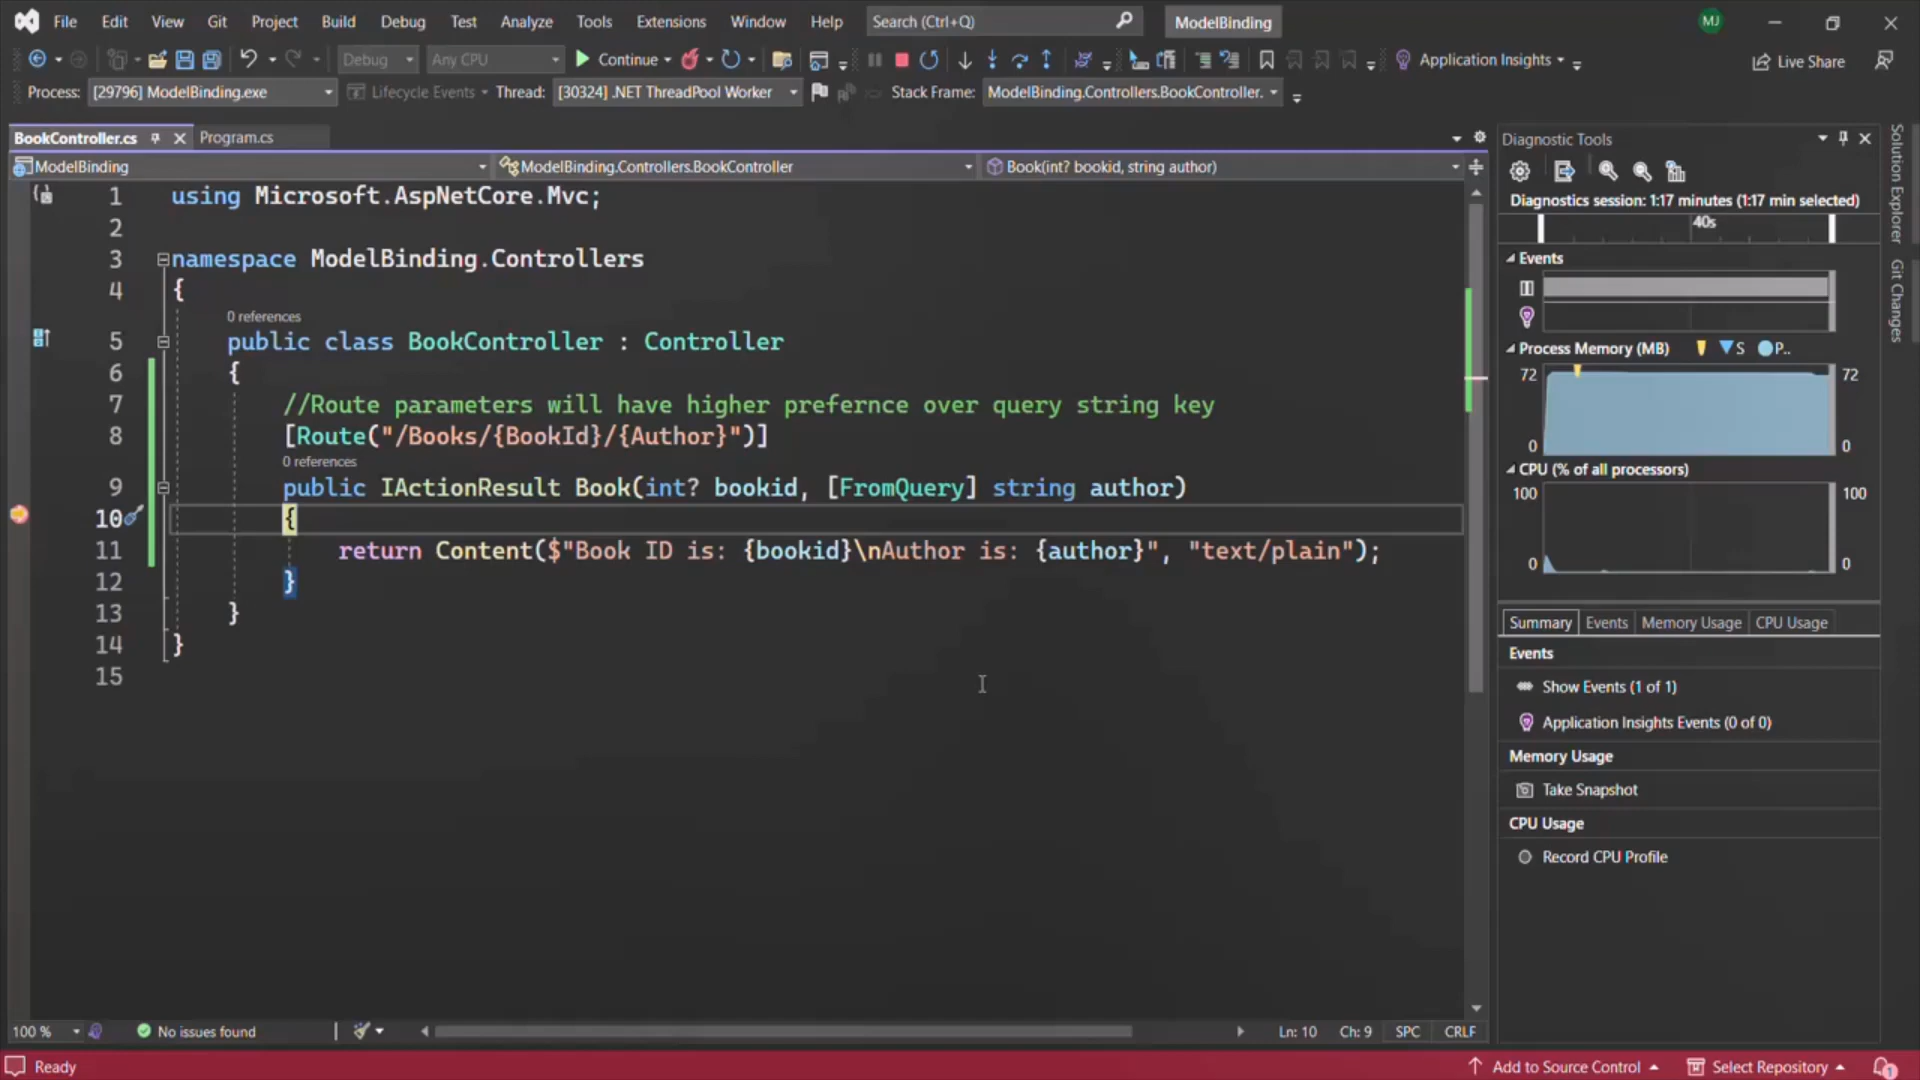 File Edit View Git Project Build Debug Test Analyze Tools Extensions Window Help Search (Ctrl+Q) ModelBinding MJ
Debug Any CPU Continue Application Insights Live Share
Process: [29796] ModelBinding.exe Lifecycle Events Thread: [30324] .NET ThreadPool Worker Stack Frame: ModelBinding.Controllers.BookController.
BookController.cs Program.cs
ModelBinding ModelBinding.Controllers.BookController Book(int? bookid, string author)
1 using Microsoft.AspNetCore.Mvc;
2
3 namespace ModelBinding.Controllers
4 {
0 references
5 public class BookController : Controller
6 {
7 //Route parameters will have higher prefernce over query string key
8 [Route("/Books/{BookId}/{Author}")]
0 references
9 public IActionResult Book(int? bookid, [FromQuery] string author)
10 {
11 return Content($"Book ID is: {bookid}\nAuthor is: {author}", "text/plain");
12 }
13 }
14 }
15
Diagnostic Tools
Diagnostics session: 1:17 minutes (1:17 min selected)
40s
Events
Process Memory (MB) S P..
72 72
0 0
CPU (% of all processors)
100 100
0 0
Summary Events Memory Usage CPU Usage
Events
Show Events (1 of 1)
Application Insights Events (0 of 0)
Memory Usage
Take Snapshot
CPU Usage
Record CPU Profile
Solution Explorer
Git Changes
100 % No issues found Ln: 10 Ch: 9 SPC CRLF
Ready Add to Source Control Select Repository 1